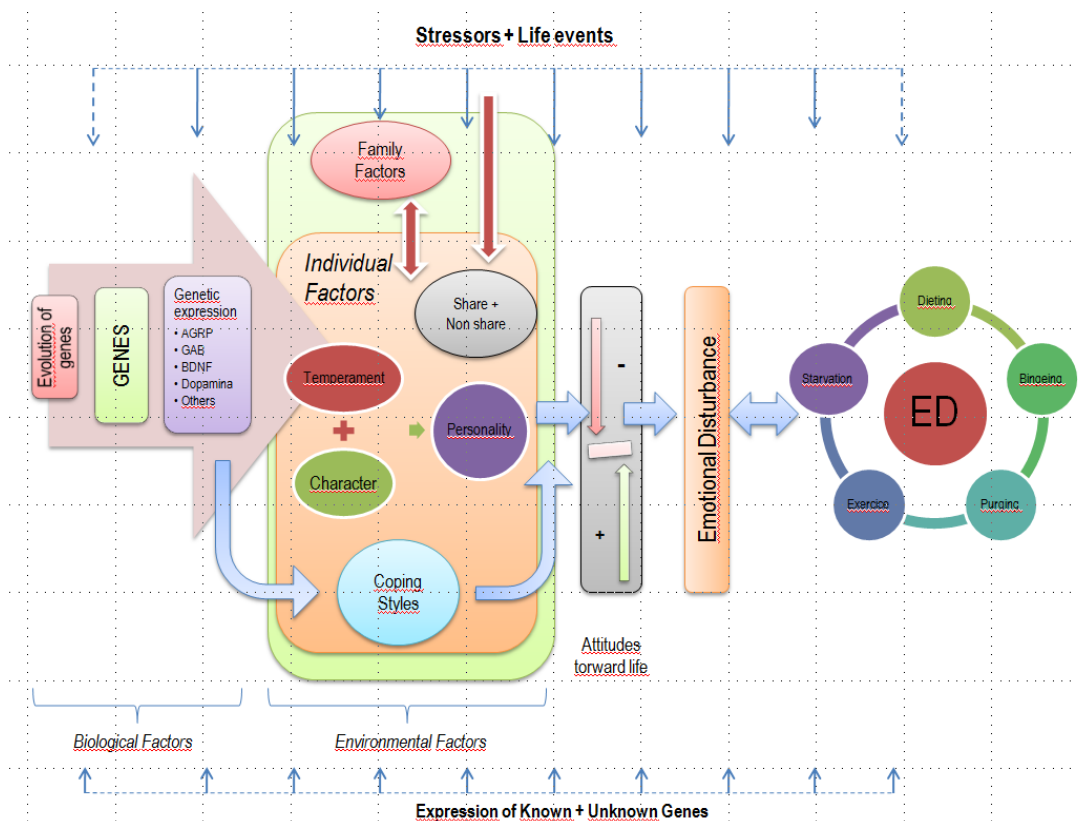 Stressors + Life events
Family
Factors
Individual
Factors
Share +
Non share
Evolution of
genes
GENES
Genetic
expression
• AGRP
• GAB
• BDNF
• Dopamina
• Others
Temperament
+
Character
Personality
Coping
Styles
-
+
Attitudes
toward life
Emotional Disturbance
Dieting
Bingeing
Purging
Exercice
Starvation
ED
Biological Factors
Environmental Factors
Expression of Known + Unknown Genes